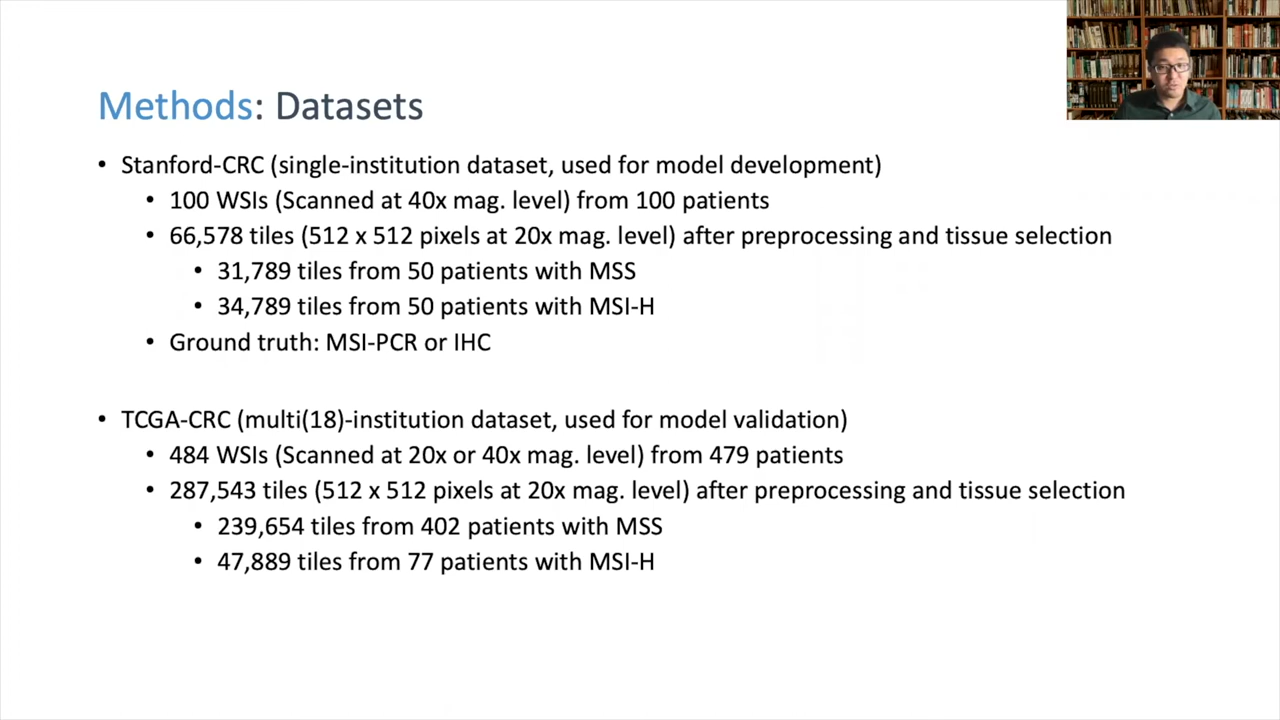 Methods: Datasets
• Stanford-CRC (single-institution dataset, used for model development)
• 100 WSIs (Scanned at 40x mag. level) from 100 patients
• 66,578 tiles (512 x 512 pixels at 20x mag. level) after preprocessing and tissue selection
• 31,789 tiles from 50 patients with MSS
• 34,789 tiles from 50 patients with MSI-H
• Ground truth: MSI-PCR or IHC
• TCGA-CRC (multi(18)-institution dataset, used for model validation)
• 484 WSIs (Scanned at 20x or 40x mag. level) from 479 patients
• 287,543 tiles (512 x 512 pixels at 20x mag. level) after preprocessing and tissue selection
• 239,654 tiles from 402 patients with MSS
• 47,889 tiles from 77 patients with MSI-H